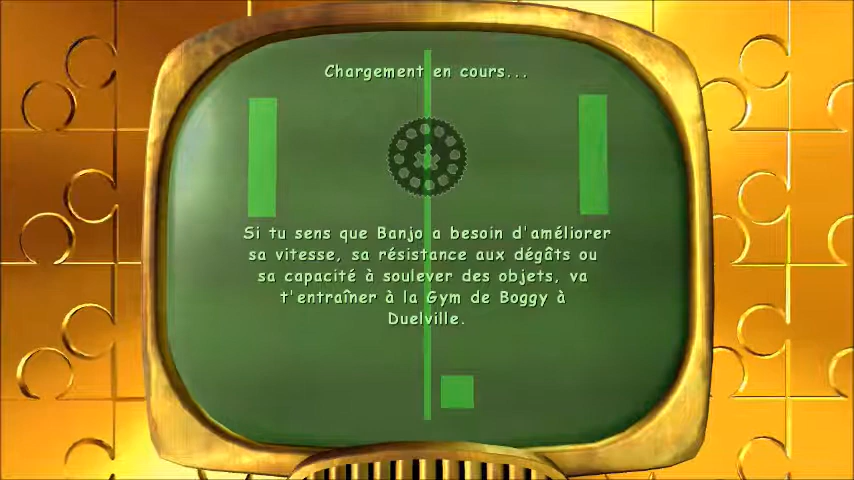 Chargement en cours...
Si tu sens que Banjo a besoin d'améliorer
sa vitesse, sa résistance aux dégâts ou
sa capacité à soulever des objets, va
t'entraîner à la Gym de Boggy à
Duelville.